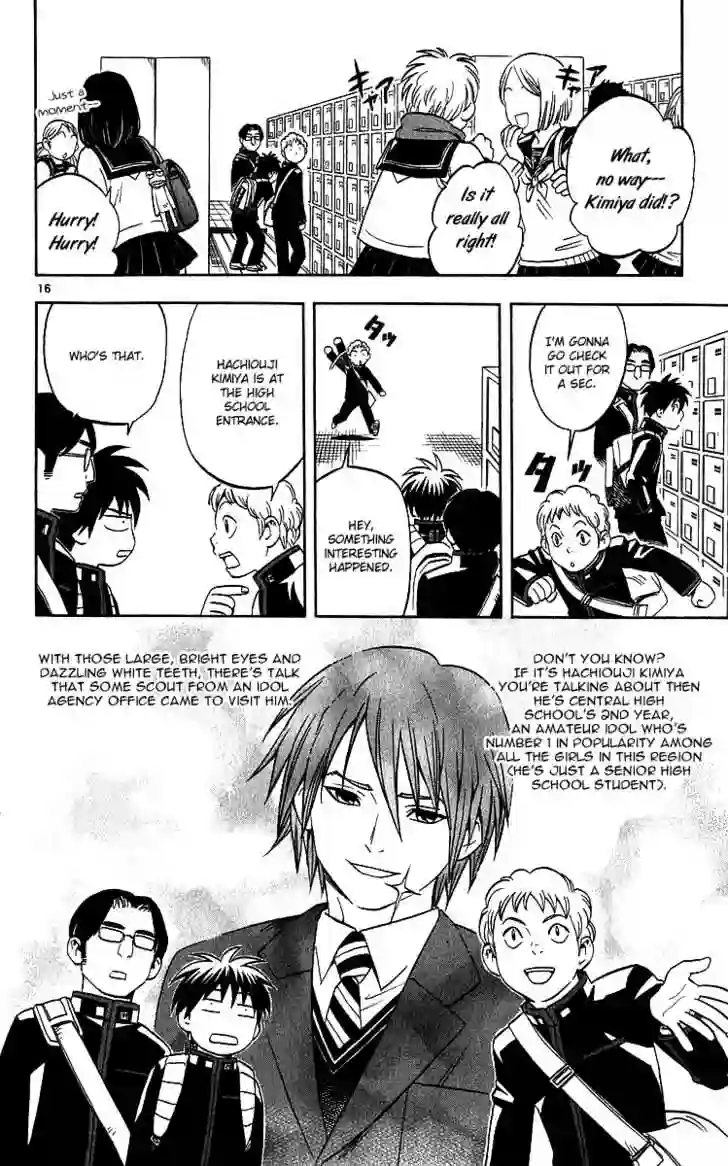 What,
no way—
Kimiya did!?
キャァ
キャァ
Is it
really all
right!
Just a
moment~
Hurry!
Hurry!
16
I'M GONNA
GO CHECK
IT OUT FOR
A SEC.
ダッ
タッ
HEY,
SOMETHING
INTERESTING
HAPPENED.
HACHIOUJI
KIMIYA IS AT
THE HIGH
SCHOOL
ENTRANCE.
WHO'S THAT.
DON'T YOU KNOW?
IF IT'S HACHIOUJI KIMIYA
YOU'RE TALKING ABOUT THEN
HE'S CENTRAL HIGH
SCHOOL'S 2ND YEAR,
AN AMATEUR IDOL WHO'S
NUMBER 1 IN POPULARITY AMONG
ALL THE GIRLS IN THIS REGION
(HE'S JUST A SENIOR HIGH
SCHOOL STUDENT).
WITH THOSE LARGE, BRIGHT EYES AND
DAZZLING WHITE TEETH, THERE'S TALK
THAT SOME SCOUT FROM AN IDOL
AGENCY OFFICE CAME TO VISIT HIM.